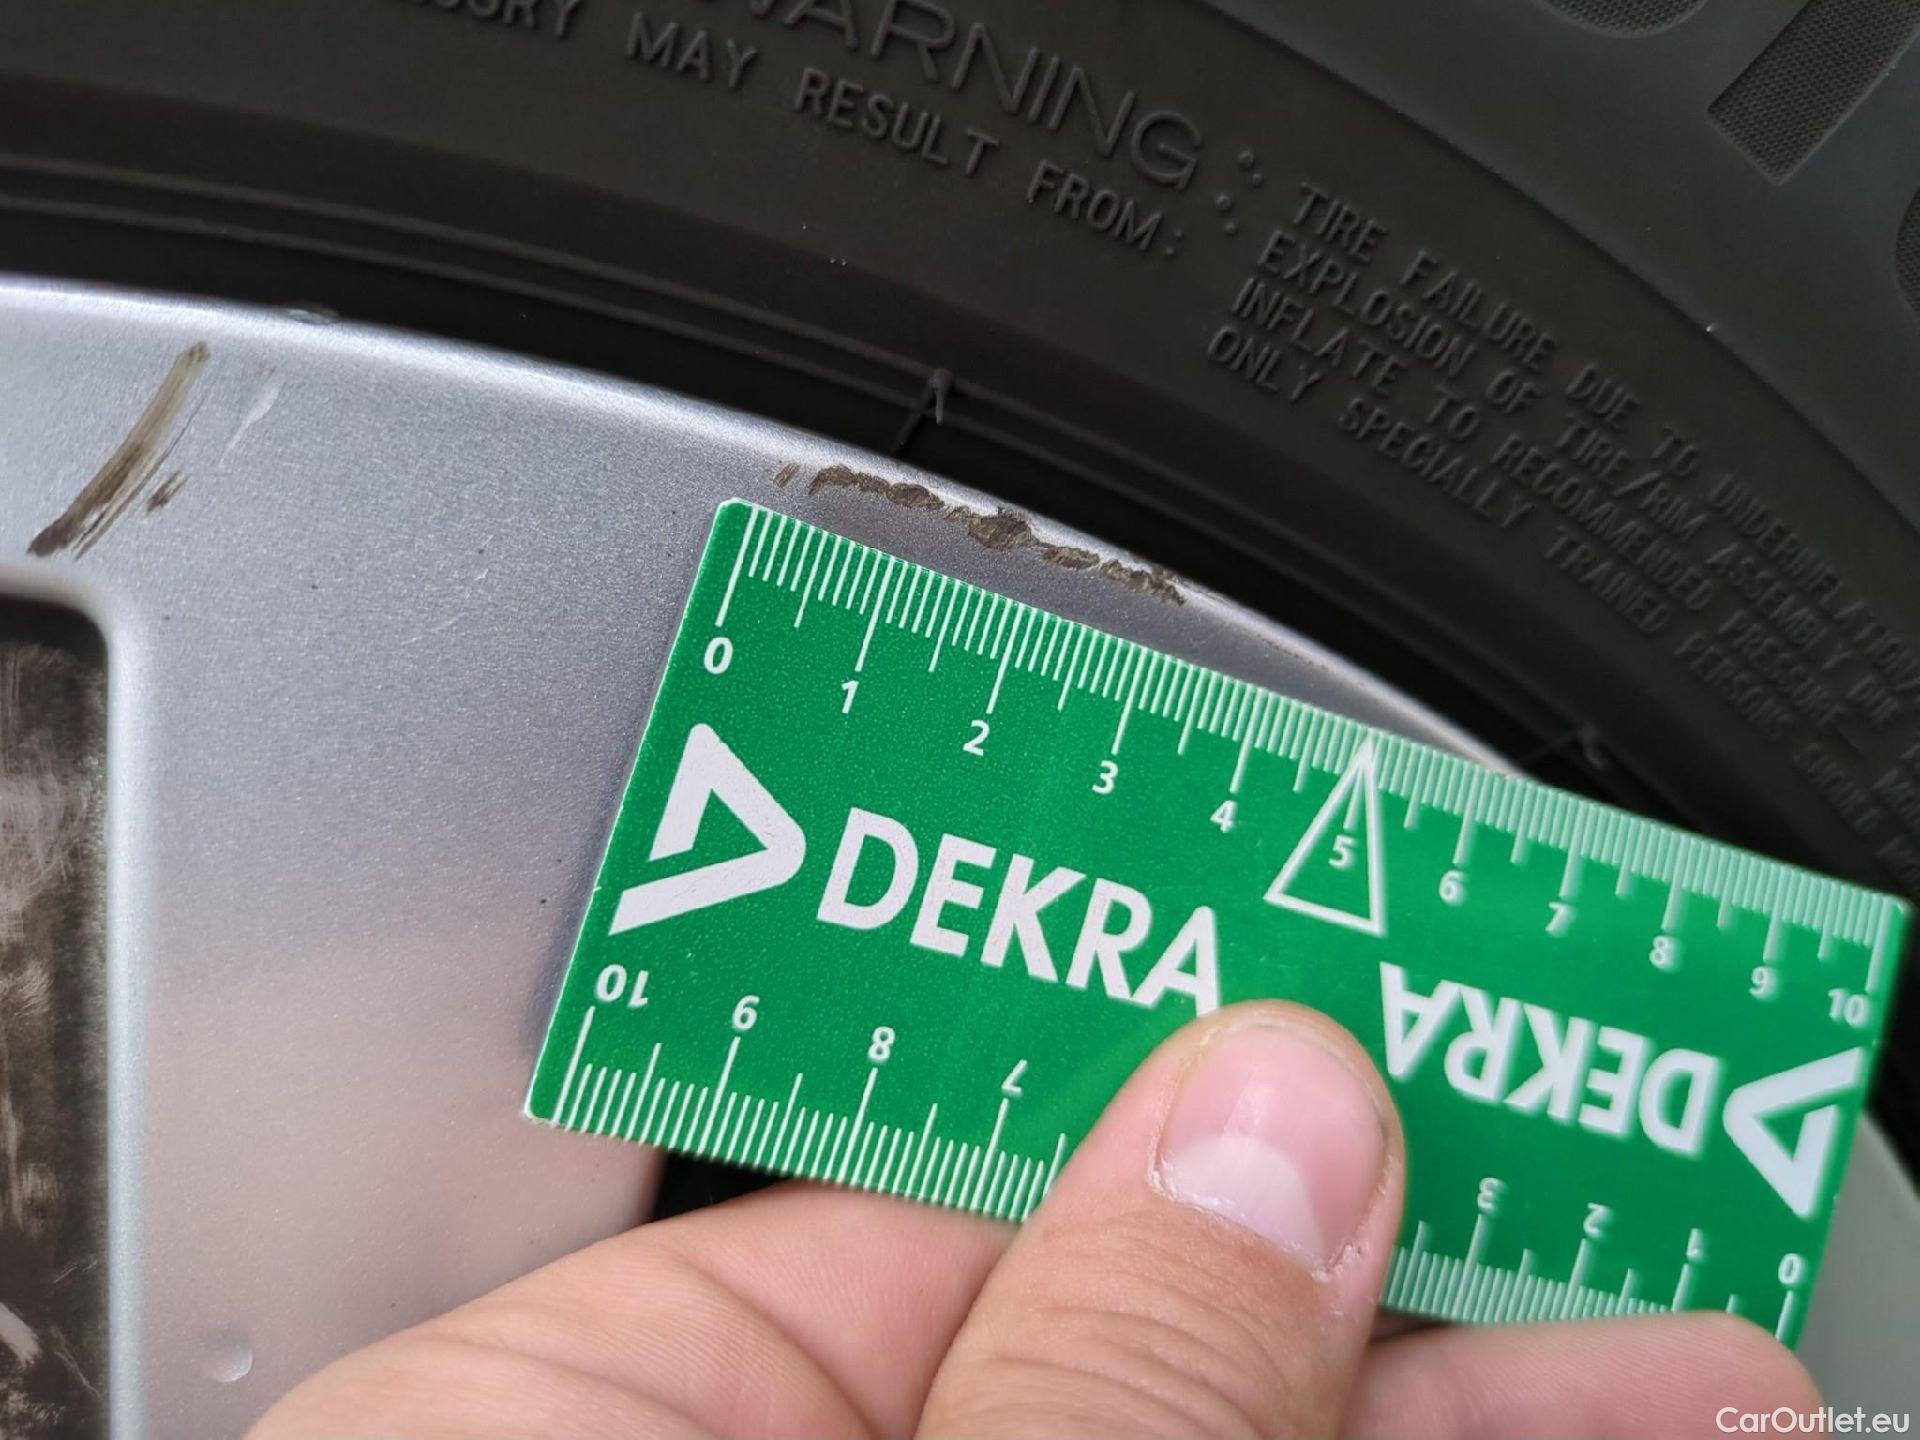 WARNING:
MAY RESULT FROM:
TIRE FAILURE DUE TO UNDERINFLATION/
EXPLOSION OF TIRE/RIM ASSEMBLY DUE
INFLATE TO RECOMMENDED PRESSURE—
ONLY SPECIALLY TRAINED PERSONS SHOULD
0 1 2 3 4 5 6 7 8 9 10
DEKRA
DEKRA
10 9 8 7 3 2 1 0
CarOutlet.eu